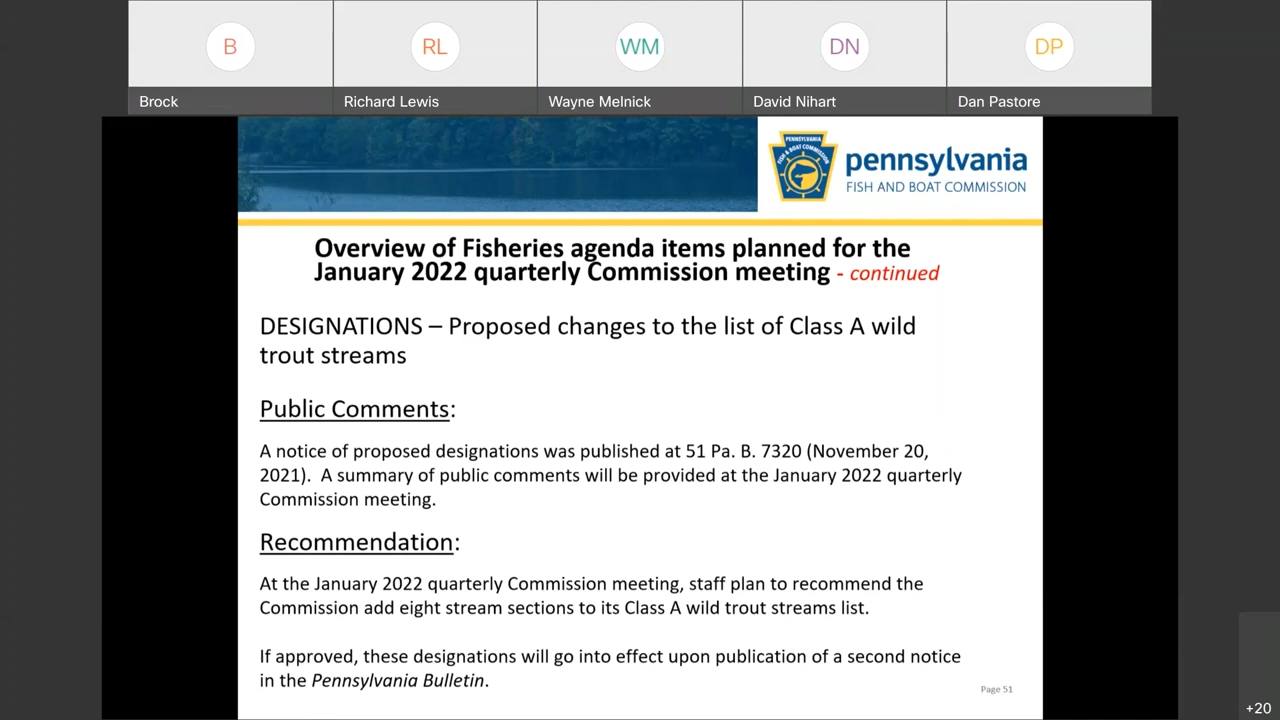 B
RL
WM
DN
DP
Brock
Richard Lewis
Wayne Melnick
David Nihart
Dan Pastore
PENNSYLVANIA
FISH & BOAT COMMISSION
pennsylvania
FISH AND BOAT COMMISSION
Overview of Fisheries agenda items planned for the
January 2022 quarterly Commission meeting - continued
DESIGNATIONS – Proposed changes to the list of Class A wild
trout streams
Public Comments:
A notice of proposed designations was published at 51 Pa. B. 7320 (November 20,
2021).  A summary of public comments will be provided at the January 2022 quarterly
Commission meeting.
Recommendation:
At the January 2022 quarterly Commission meeting, staff plan to recommend the
Commission add eight stream sections to its Class A wild trout streams list.
If approved, these designations will go into effect upon publication of a second notice
in the Pennsylvania Bulletin.
Page 51
+20